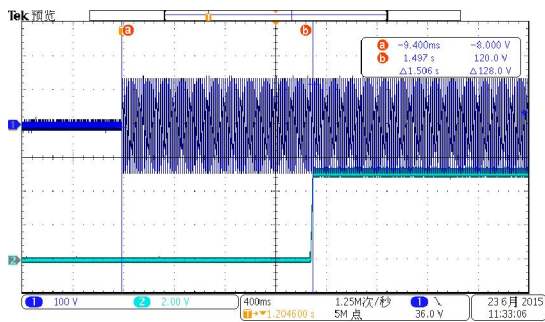 Tek 预览
a
b
a -9.400ms -8.000 V
b 1.497 s 120.0 V
△1.506 s △128.0 V
1
2
1 100 V 2 2.00 V 400ms 1.25M次/秒 1 \ 23 6月 2015
T→▼1.204600 s 5M 点 36.0 V 11:33:06